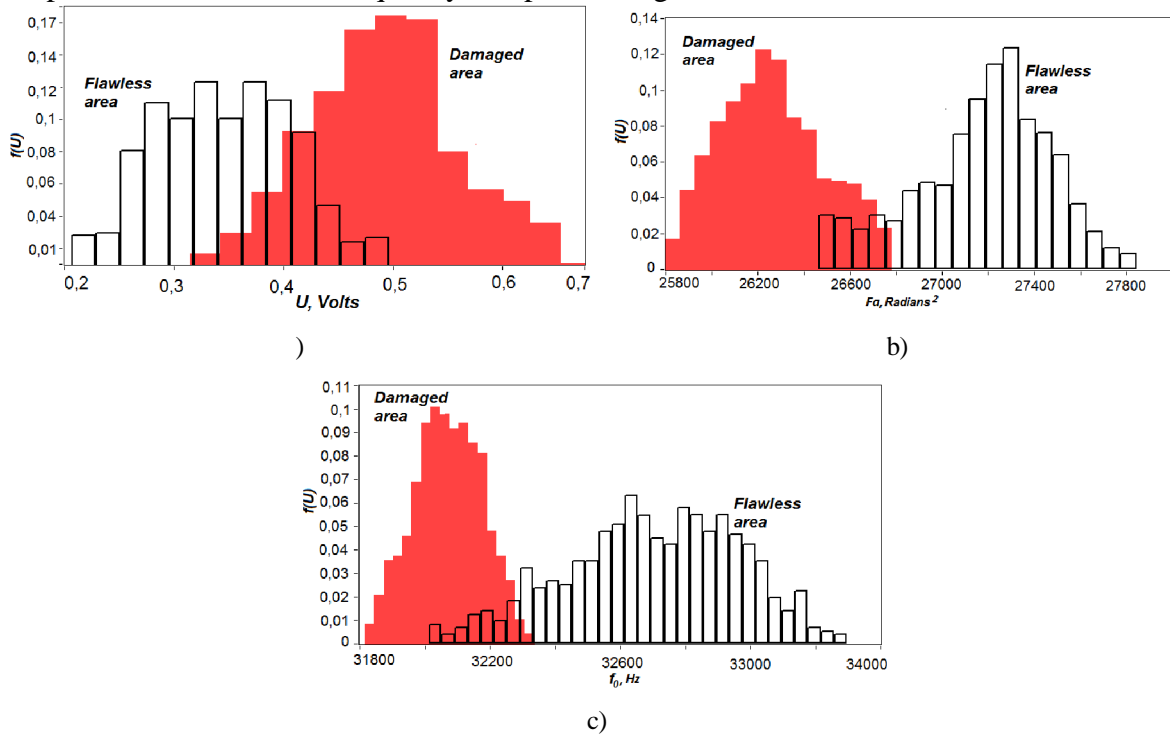 0,17
0,14
0,12
0,1
0,08
0,06
0,04
0,01
f(U)
Flawless
area
Damaged
area
0,2 0,3 0,4 0,5 0,6 0,7
U, Volts
)
0,14
0,12
0,10
0,08
0,06
0,04
0,02
0
f(U)
Damaged
area
Flawless
area
25800 26200 26600 27000 27400 27800
Fα, Radians²
b)
0,11
0,1
0,09
0,08
0,07
0,06
0,05
0,04
0,03
0,02
0,01
0
f(U)
Damaged
area
Flawless
area
31800 32200 32600 33000 34000
f₀, Hz
c)